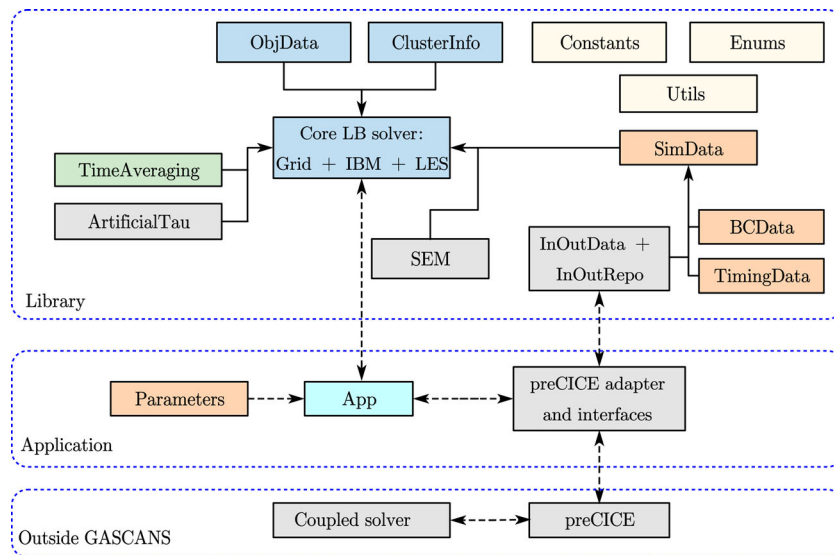 ObjData
ClusterInfo
Constants
Enums
Utils
Core LB solver:
Grid + IBM + LES
SimData
TimeAveraging
ArtificialTau
SEM
InOutData +
InOutRepo
BCData
TimingData
Library
Parameters
App
preCICE adapter
and interfaces
Application
Coupled solver
preCICE
Outside GASCANS